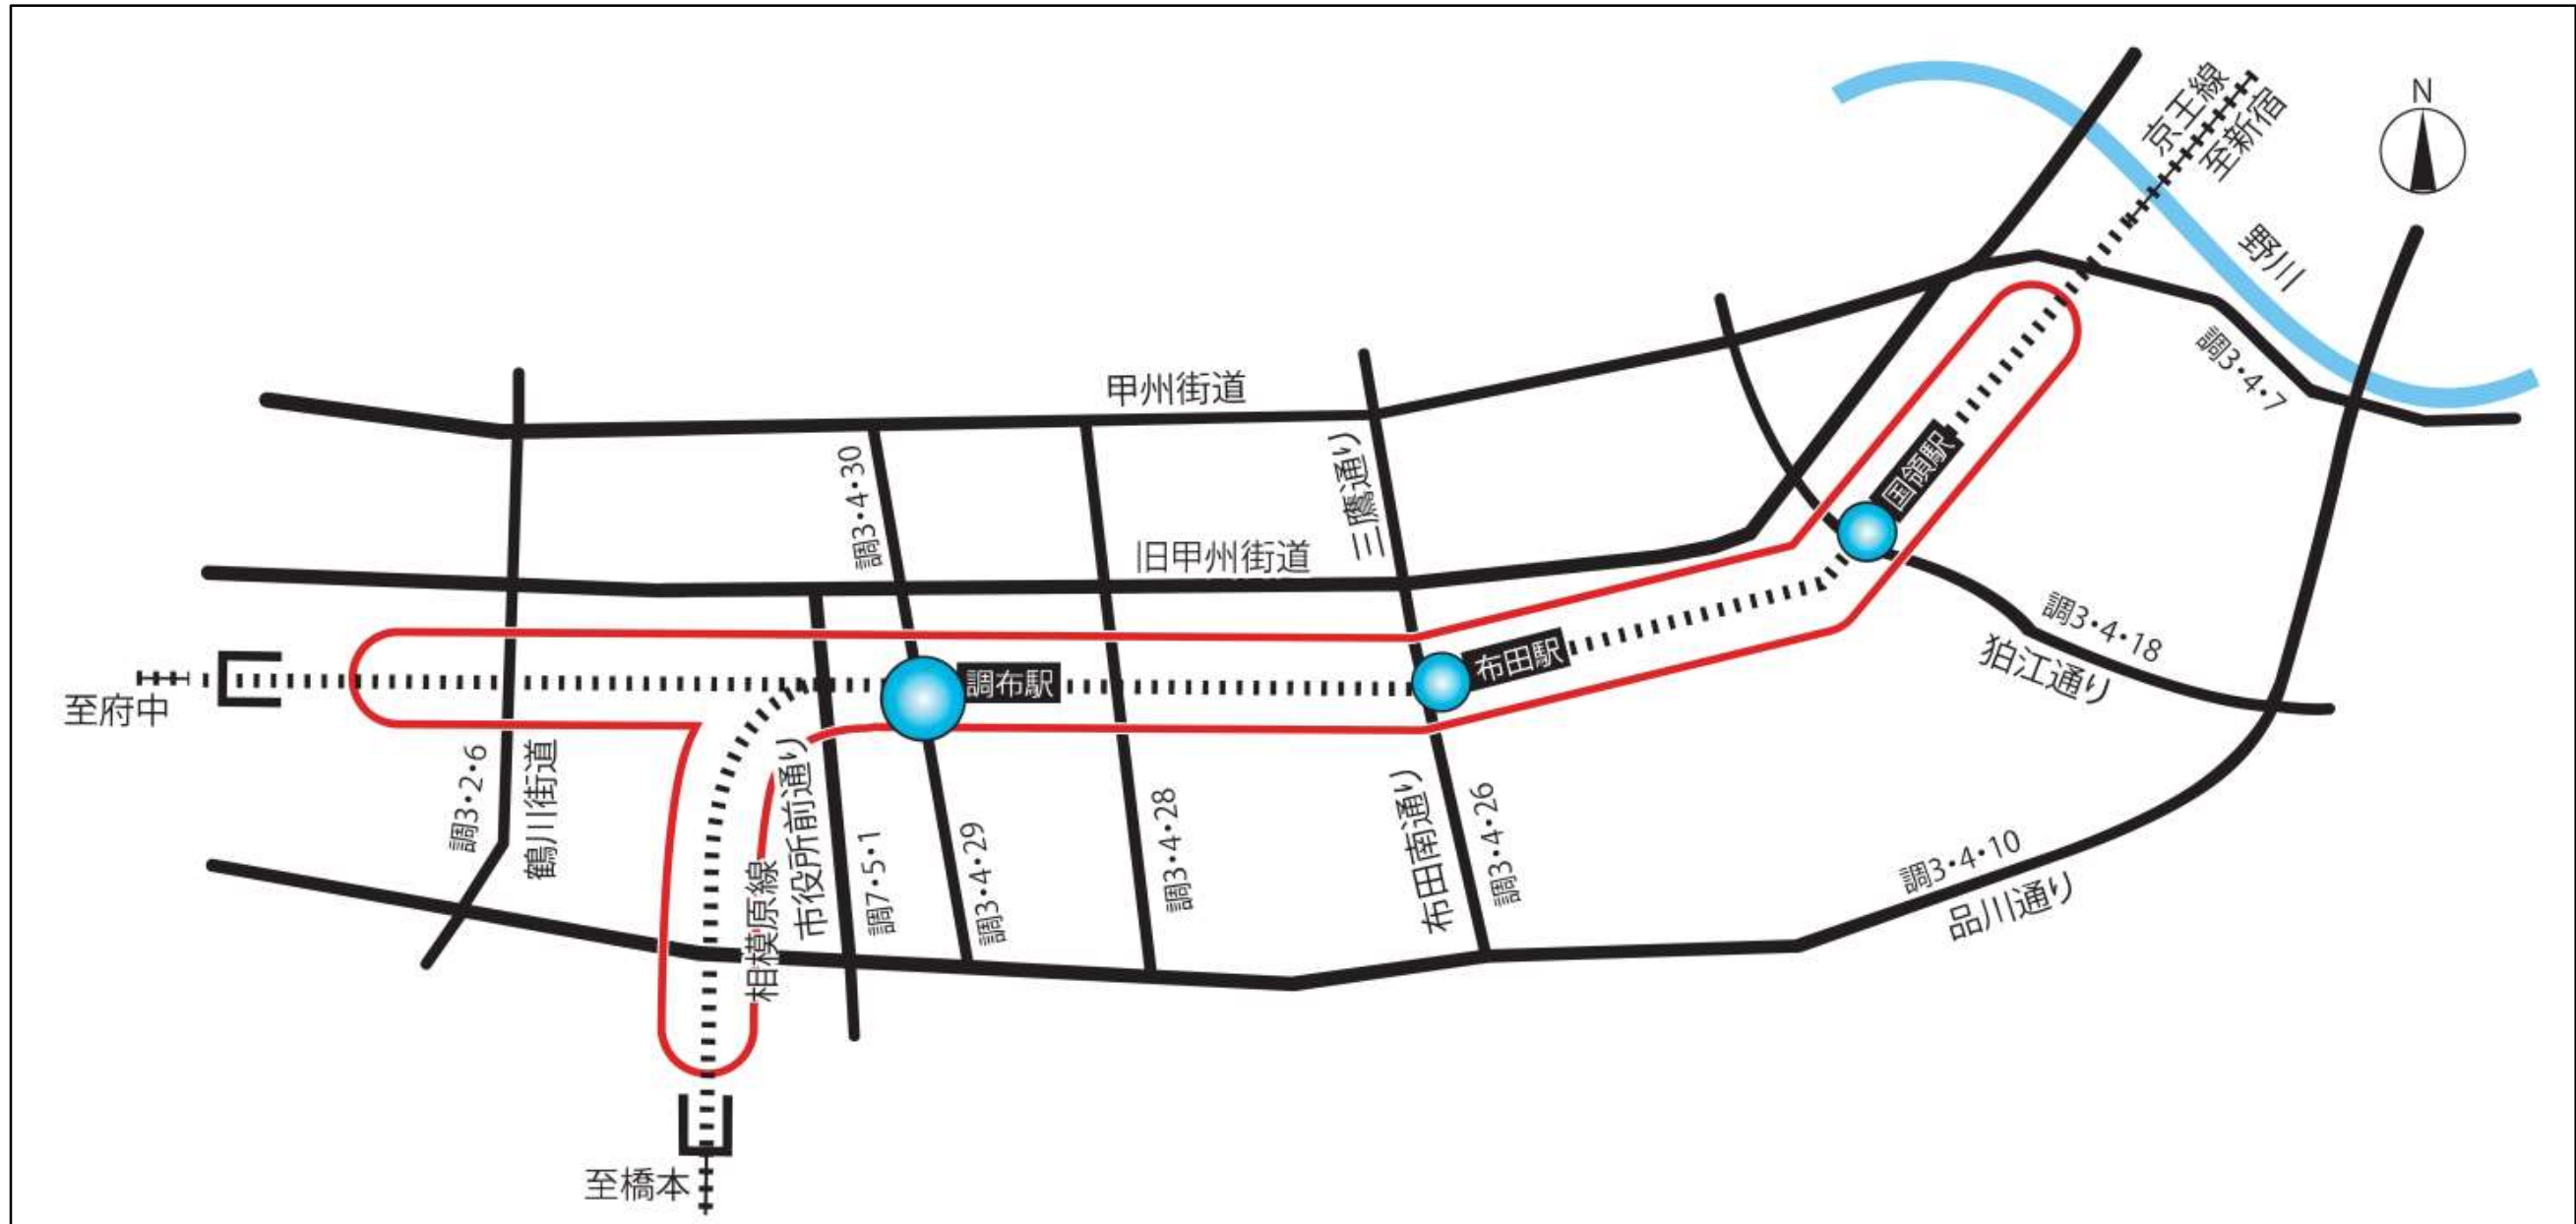 京王線
至新宿
N
野川
調3・4・7
甲州街道
調3・4・30
三鷹通り
旧甲州街道
国領駅
調3・4・18
狛江通り
布田駅
調布駅
至府中
調3・2・6
鶴川街道
市役所前通り
相模原線
調7・5・1
調3・4・29
調3・4・28
布田南通り
調3・4・26
調3・4・10
品川通り
至橋本